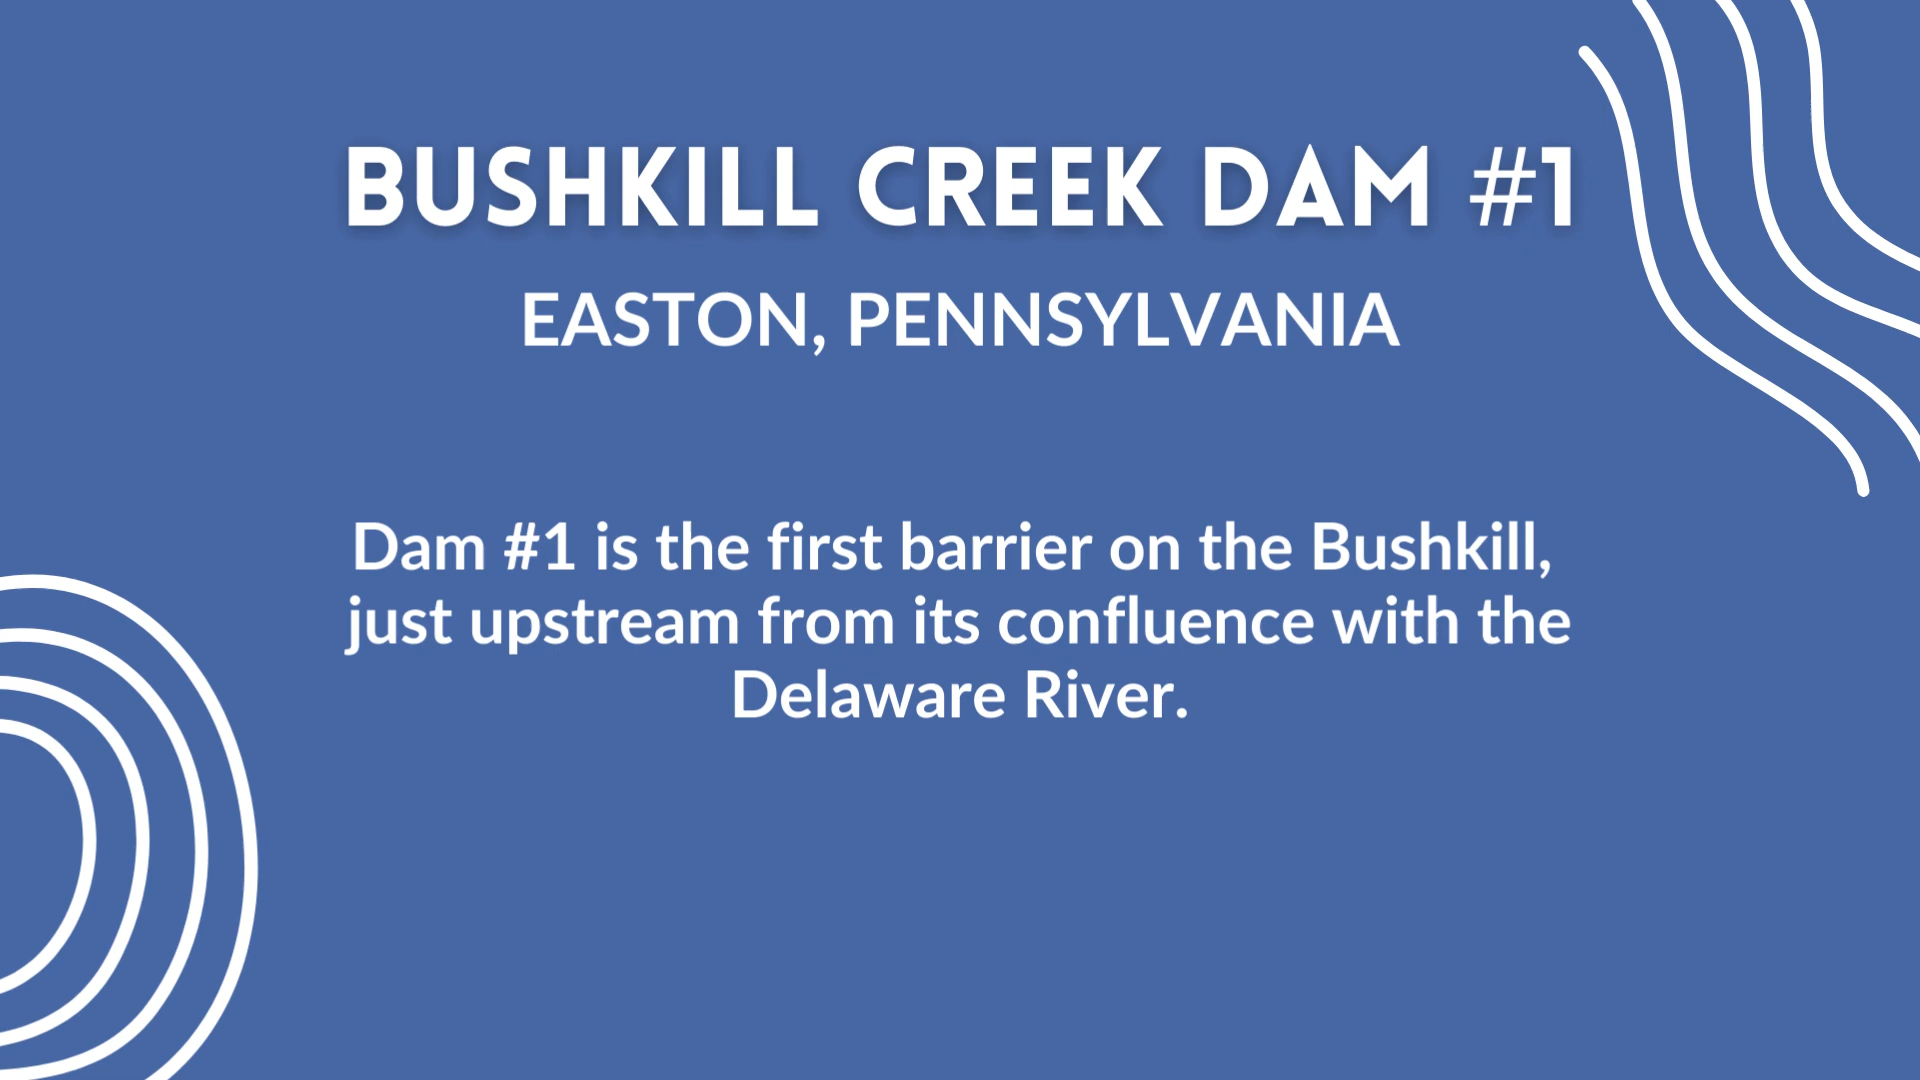 BUSHKILL CREEK DAM #1
EASTON, PENNSYLVANIA
Dam #1 is the first barrier on the Bushkill,
just upstream from its confluence with the
Delaware River.